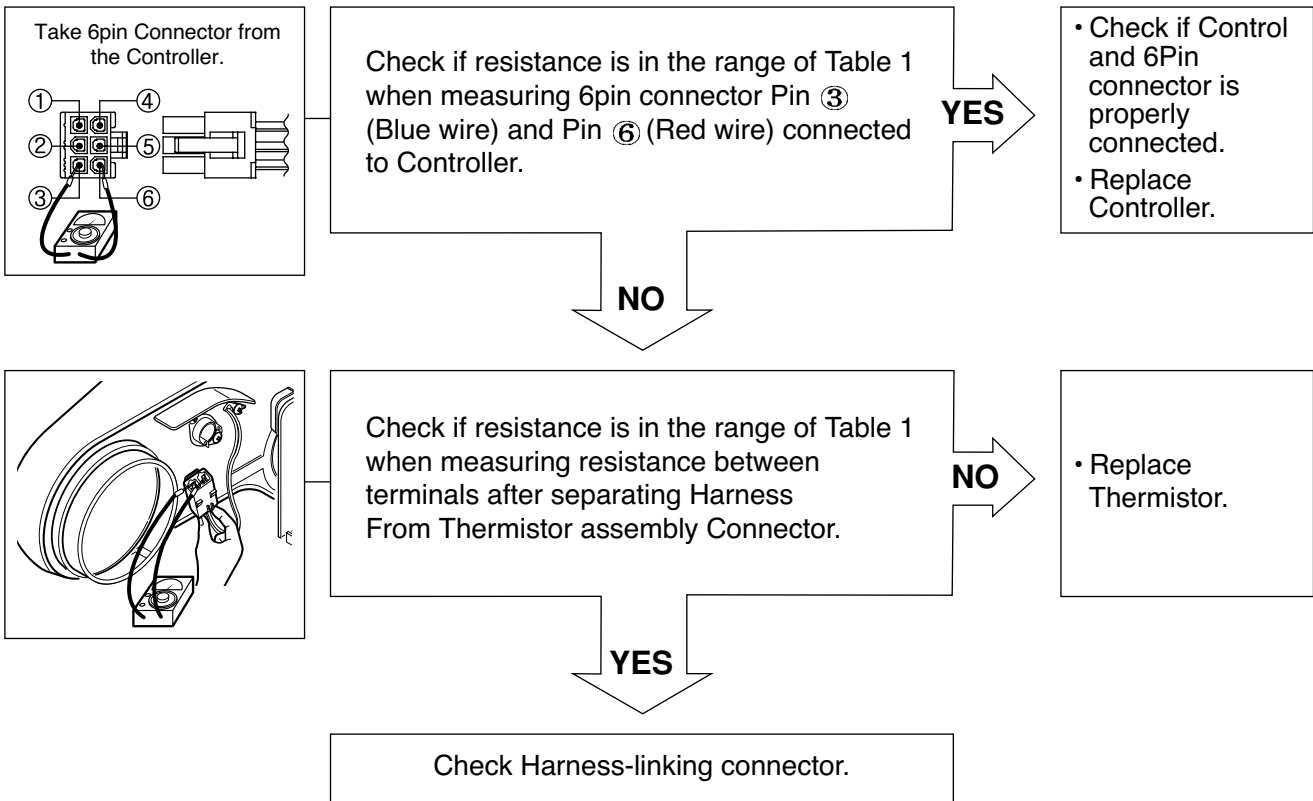 Take 6pin Connector from
the Controller.
① ④
② ⑤
③ ⑥
Check if resistance is in the range of Table 1
when measuring 6pin connector Pin ③
(Blue wire) and Pin ⑥ (Red wire) connected
to Controller.
YES
• Check if Control
and 6Pin
connector is
properly
connected.
• Replace
Controller.
NO
Check if resistance is in the range of Table 1
when measuring resistance between
terminals after separating Harness
From Thermistor assembly Connector.
NO
• Replace
Thermistor.
YES
Check Harness-linking connector.